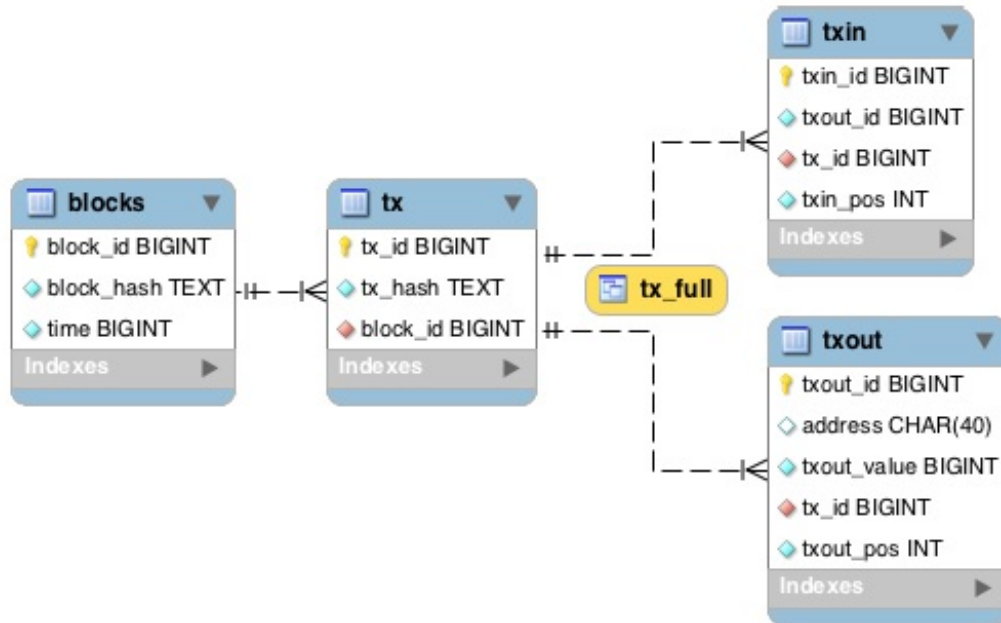 blocks
block_id BIGINT
block_hash TEXT
time BIGINT
Indexes
tx
tx_id BIGINT
tx_hash TEXT
block_id BIGINT
Indexes
tx_full
txin
txin_id BIGINT
txout_id BIGINT
tx_id BIGINT
txin_pos INT
Indexes
txout
txout_id BIGINT
address CHAR(40)
txout_value BIGINT
tx_id BIGINT
txout_pos INT
Indexes